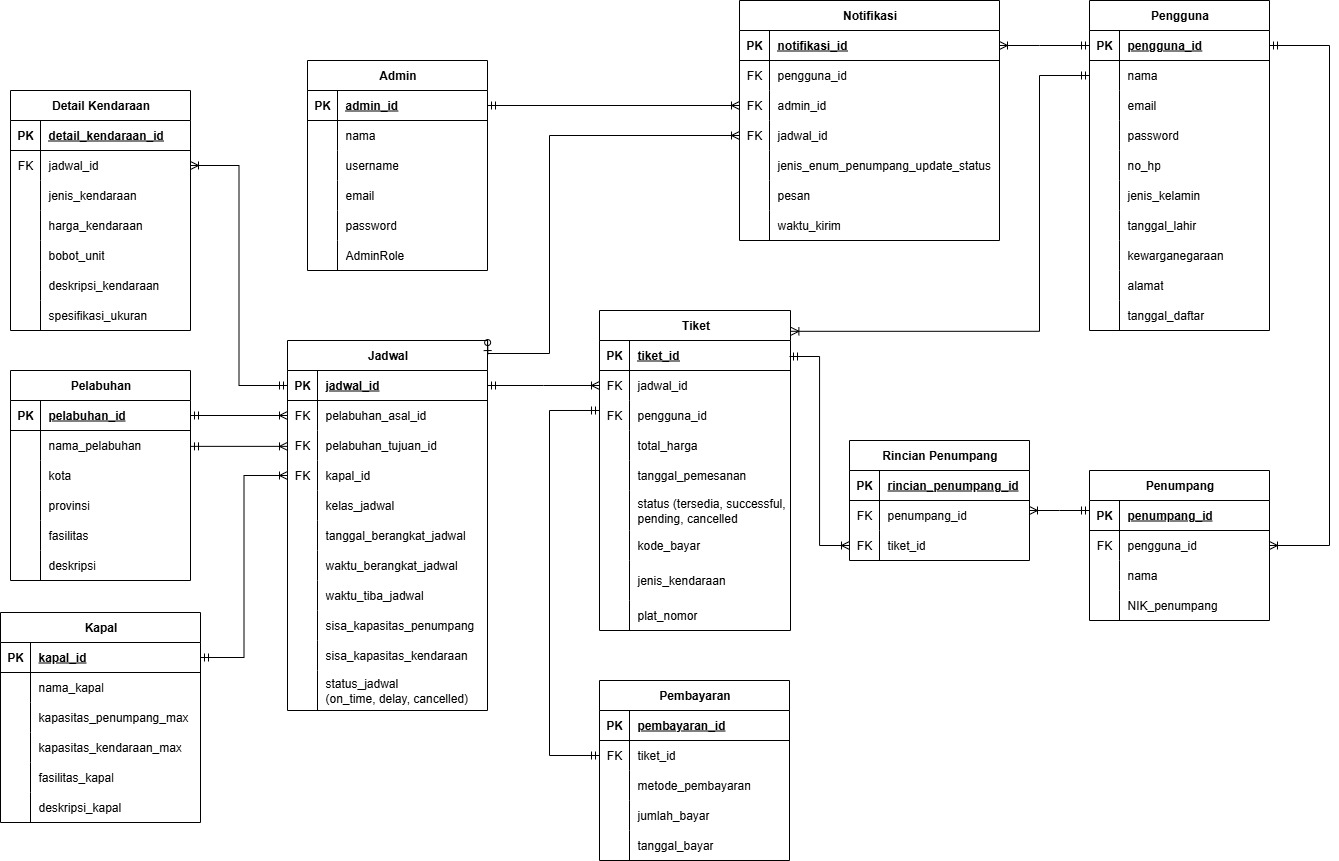 Notifikasi
PK notifikasi_id
FK pengguna_id
FK admin_id
FK jadwal_id
jenis_enum_penumpang_update_status
pesan
waktu_kirim
Pengguna
PK pengguna_id
nama
email
password
no_hp
jenis_kelamin
tanggal_lahir
kewarganegaraan
alamat
tanggal_daftar
Admin
PK admin_id
nama
username
email
password
AdminRole
Detail Kendaraan
PK detail_kendaraan_id
FK jadwal_id
jenis_kendaraan
harga_kendaraan
bobot_unit
deskripsi_kendaraan
spesifikasi_ukuran
Tiket
PK tiket_id
FK jadwal_id
FK pengguna_id
total_harga
tanggal_pemesanan
status (tersedia, successful,
pending, cancelled
kode_bayar
jenis_kendaraan
plat_nomor
Jadwal
PK jadwal_id
FK pelabuhan_asal_id
FK pelabuhan_tujuan_id
FK kapal_id
kelas_jadwal
tanggal_berangkat_jadwal
waktu_berangkat_jadwal
waktu_tiba_jadwal
sisa_kapasitas_penumpang
sisa_kapasitas_kendaraan
status_jadwal
(on_time, delay, cancelled)
Pelabuhan
PK pelabuhan_id
nama_pelabuhan
kota
provinsi
fasilitas
deskripsi
Rincian Penumpang
PK rincian_penumpang_id
FK penumpang_id
FK tiket_id
Penumpang
PK penumpang_id
FK pengguna_id
nama
NIK_penumpang
Kapal
PK kapal_id
nama_kapal
kapasitas_penumpang_max
kapasitas_kendaraan_max
fasilitas_kapal
deskripsi_kapal
Pembayaran
PK pembayaran_id
FK tiket_id
metode_pembayaran
jumlah_bayar
tanggal_bayar